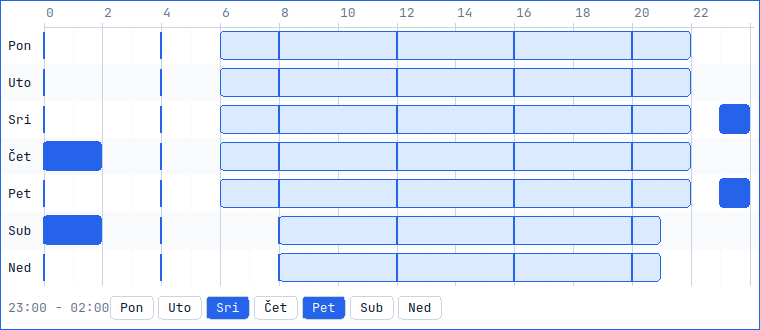 0 2 4 6 8 10 12 14 16 18 20 22
Pon
Uto
Sri
Čet
Pet
Sub
Ned
23:00 - 02:00 Pon Uto Sri Čet Pet Sub Ned